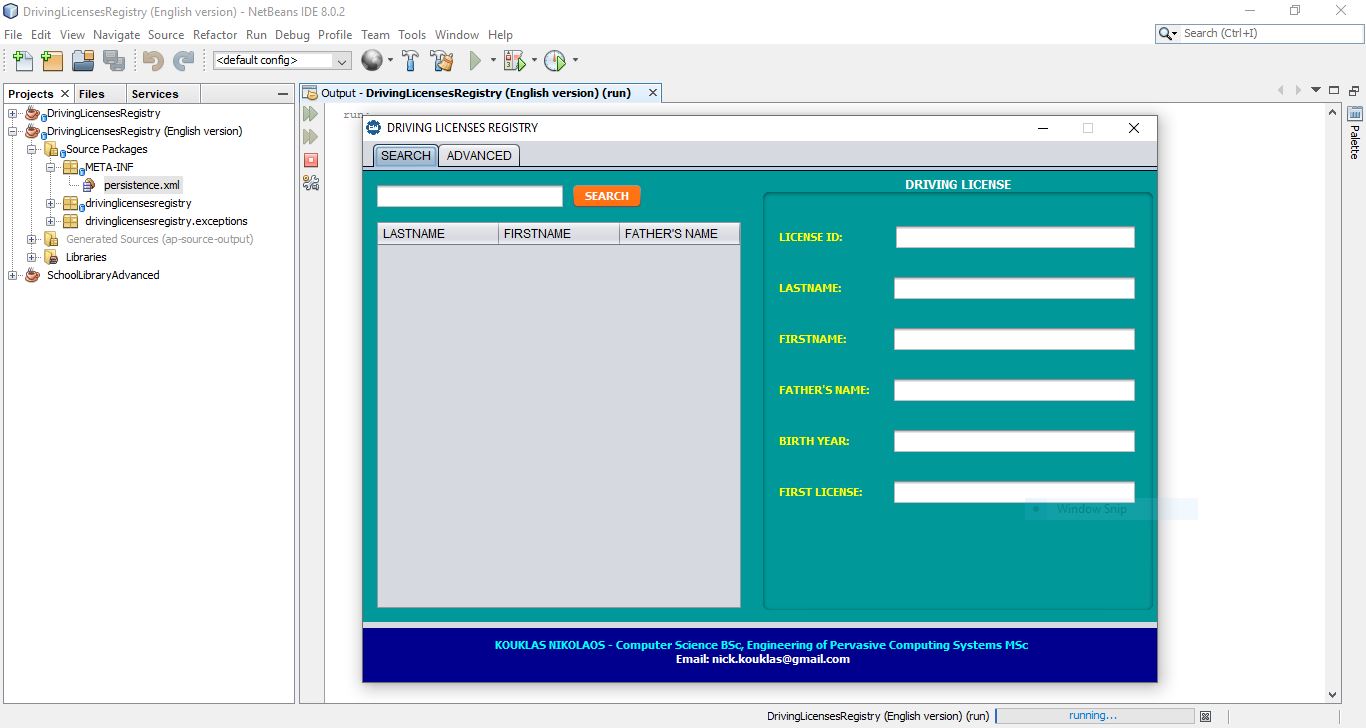 DrivingLicensesRegistry (English version) - NetBeans IDE 8.0.2
File Edit View Navigate Source Refactor Run Debug Profile Team Tools Window Help
Search (Ctrl+I)
<default config>
Projects Files Services
Output - DrivingLicensesRegistry (English version) (run)
DrivingLicensesRegistry
DrivingLicensesRegistry (English version)
Source Packages
META-INF
persistence.xml
drivinglicensesregistry
drivinglicensesregistry.exceptions
Generated Sources (ap-source-output)
Libraries
SchoolLibraryAdvanced
run:
Palette
DRIVING LICENSES REGISTRY
SEARCH ADVANCED
SEARCH
LASTNAME FIRSTNAME FATHER'S NAME
DRIVING LICENSE
LICENSE ID:
LASTNAME:
FIRSTNAME:
FATHER'S NAME:
BIRTH YEAR:
FIRST LICENSE:
Window Snip
KOUKLAS NIKOLAOS - Computer Science BSc, Engineering of Pervasive Computing Systems MSc
Email: nick.kouklas@gmail.com
DrivingLicensesRegistry (English version) (run) running...